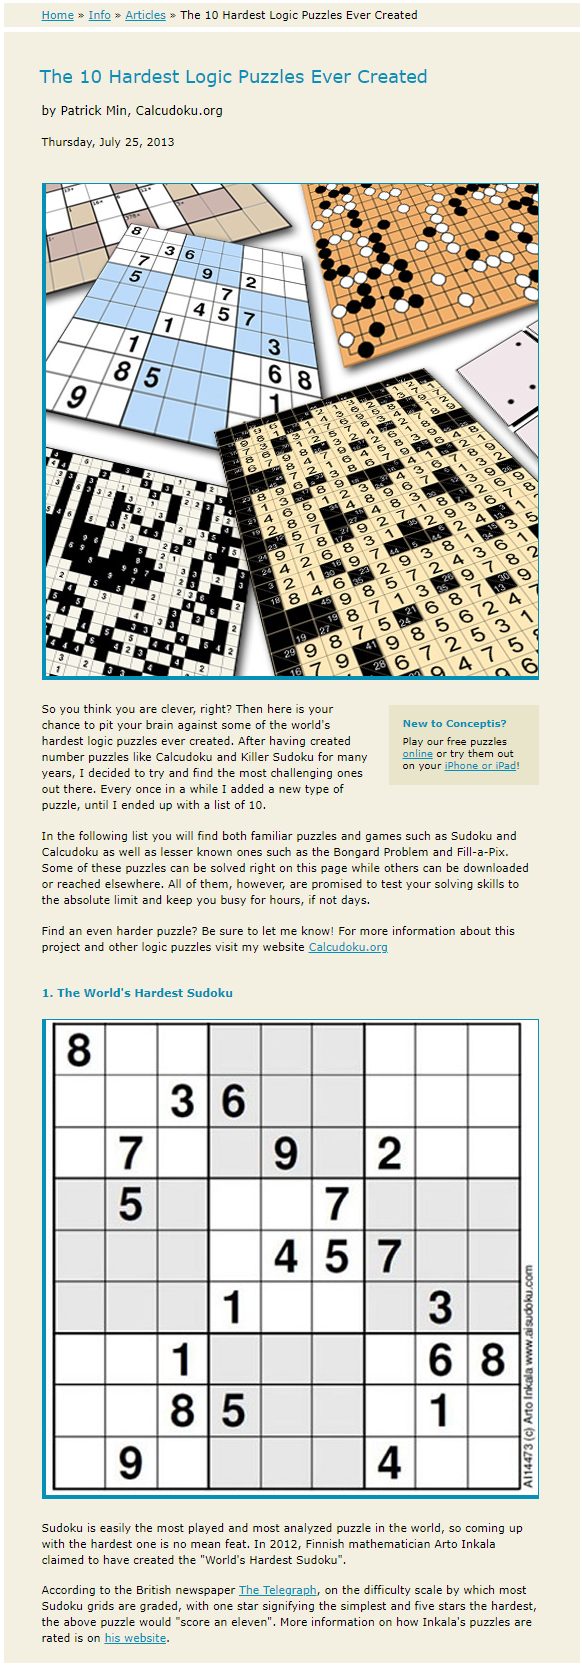 Home » Info » Articles » The 10 Hardest Logic Puzzles Ever Created
The 10 Hardest Logic Puzzles Ever Created
by Patrick Min, Calcudoku.org
Thursday, July 25, 2013
So you think you are clever, right? Then here is your
chance to pit your brain against some of the world's
hardest logic puzzles ever created. After having created
number puzzles like Calcudoku and Killer Sudoku for many
years, I decided to try and find the most challenging ones
out there. Every once in a while I added a new type of
puzzle, until I ended up with a list of 10.
New to Conceptis?
Play our free puzzles
online or try them out
on your iPhone or iPad!
In the following list you will find both familiar puzzles and games such as Sudoku and
Calcudoku as well as lesser known ones such as the Bongard Problem and Fill-a-Pix.
Some of these puzzles can be solved right on this page while others can be downloaded
or reached elsewhere. All of them, however, are promised to test your solving skills to
the absolute limit and keep you busy for hours, if not days.
Find an even harder puzzle? Be sure to let me know! For more information about this
project and other logic puzzles visit my website Calcudoku.org
1. The World's Hardest Sudoku
8
3 6
7 9 2
5 7
4 5 7
1 3
1 6 8
8 5 1
9 4
AI14473 (c) Arto Inkala www.aisudoku.com
Sudoku is easily the most played and most analyzed puzzle in the world, so coming up
with the hardest one is no mean feat. In 2012, Finnish mathematician Arto Inkala
claimed to have created the "World's Hardest Sudoku".
According to the British newspaper The Telegraph, on the difficulty scale by which most
Sudoku grids are graded, with one star signifying the simplest and five stars the hardest,
the above puzzle would "score an eleven". More information on how Inkala's puzzles are
rated is on his website.